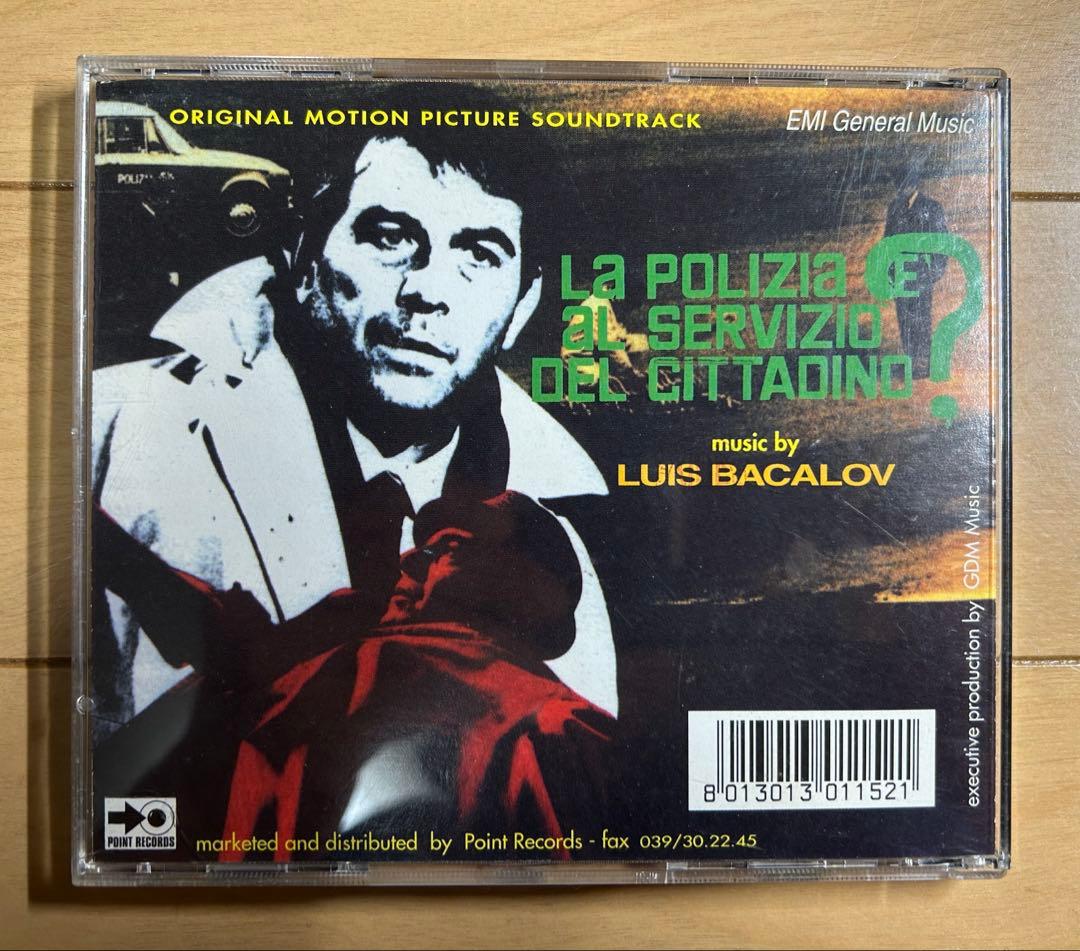 ORIGINAL MOTION PICTURE SOUNDTRACK
EMI General Music
LA POLIZIA E'
AL SERVIZIO
DEL CITTADINO?
music by
LUIS BACALOV
executive production by GDM Music
8 013013 011521
POINT RECORDS
marketed and distributed by Point Records - fax 039/30.22.45